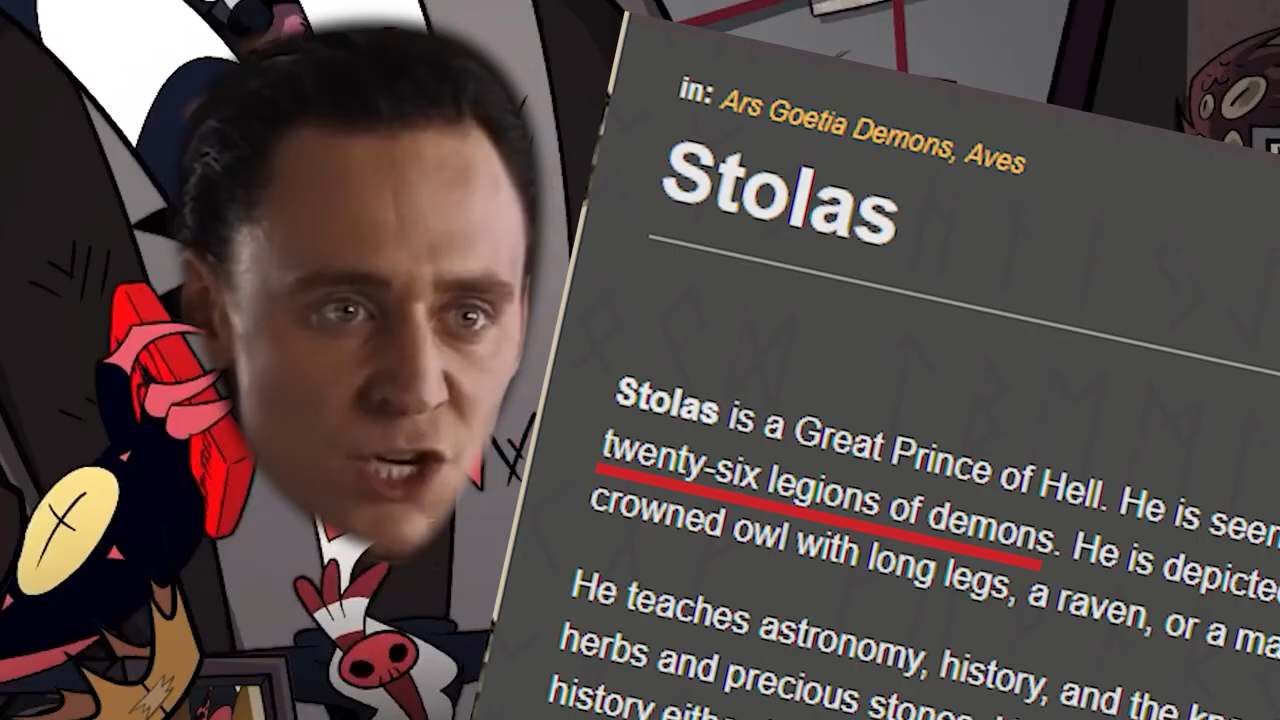 in: Ars Goetia Demons, Aves
Stolas
Stolas is a Great Prince of Hell. He is seen
twenty-six legions of demons. He is depicted
crowned owl with long legs, a raven, or a
He teaches astronomy, history, and the
herbs and precious stones.
history